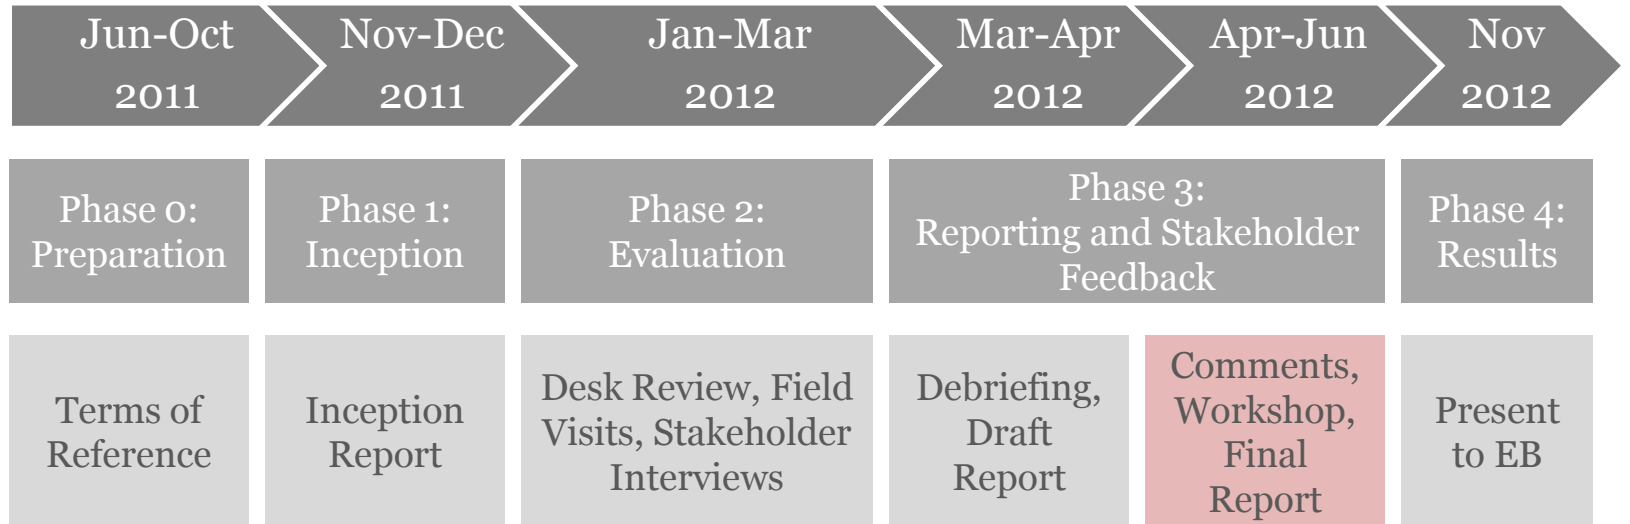 Jun-Oct
2011
Nov-Dec
2011
Jan-Mar
2012
Mar-Apr
2012
Apr-Jun
2012
Nov
2012
Phase 0:
Preparation
Phase 1:
Inception
Phase 2:
Evaluation
Phase 3:
Reporting and Stakeholder
Feedback
Phase 4:
Results
Terms of
Reference
Inception
Report
Desk Review, Field
Visits, Stakeholder
Interviews
Debriefing,
Draft
Report
Comments,
Workshop,
Final
Report
Present
to EB